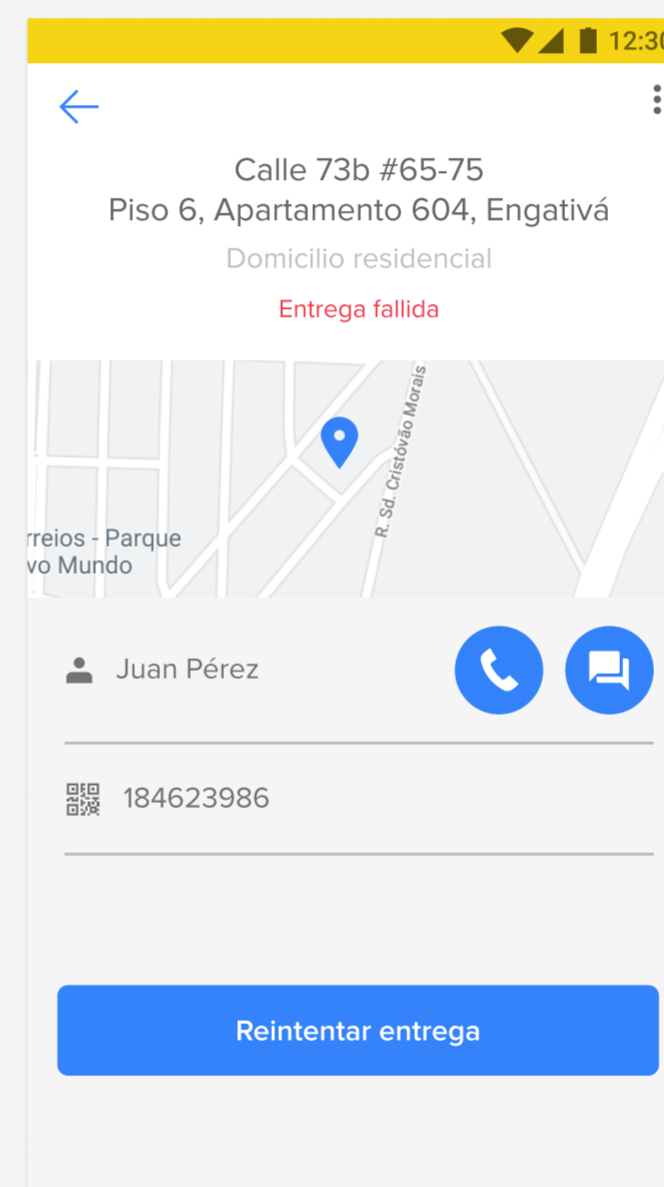 12:30
Calle 73b #65-75
Piso 6, Apartamento 604, Engativá
Domicilio residencial
Entrega fallida
R. Sd. Cristóvão Morais
rreios - Parque
vo Mundo
Juan Pérez
184623986
Reintentar entrega